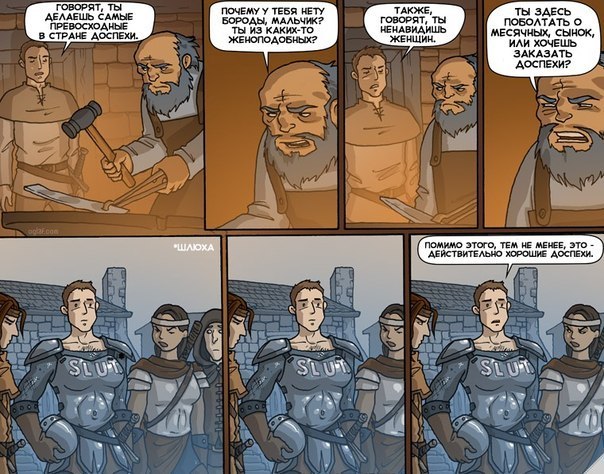 ГОВОРЯТ, ТЫ
ДЕЛАЕШЬ САМЫЕ
ПРЕВОСХОДНЫЕ
В СТРАНЕ ДОСПЕХИ.
ПОЧЕМУ У ТЕБЯ НЕТУ
БОРОДЫ, МАЛЬЧИК?
ТЫ ИЗ КАКИХ-ТО
ЖЕНОПОДОБНЫХ?
ТАКЖЕ,
ГОВОРЯТ, ТЫ
НЕНАВИДИШЬ
ЖЕНЩИН.
ТЫ ЗДЕСЬ
ПОБОЛТАТЬ О
МЕСЯЧНЫХ, СЫНОК,
ИЛИ ХОЧЕШЬ
ЗАКАЗАТЬ
ДОСПЕХИ?
oglaf.com
*ШЛЮХА
SLUT
SLUT
ПОМИМО ЭТОГО, ТЕМ НЕ МЕНЕЕ, ЭТО -
ДЕЙСТВИТЕЛЬНО ХОРОШИЕ ДОСПЕХИ.
SLUT